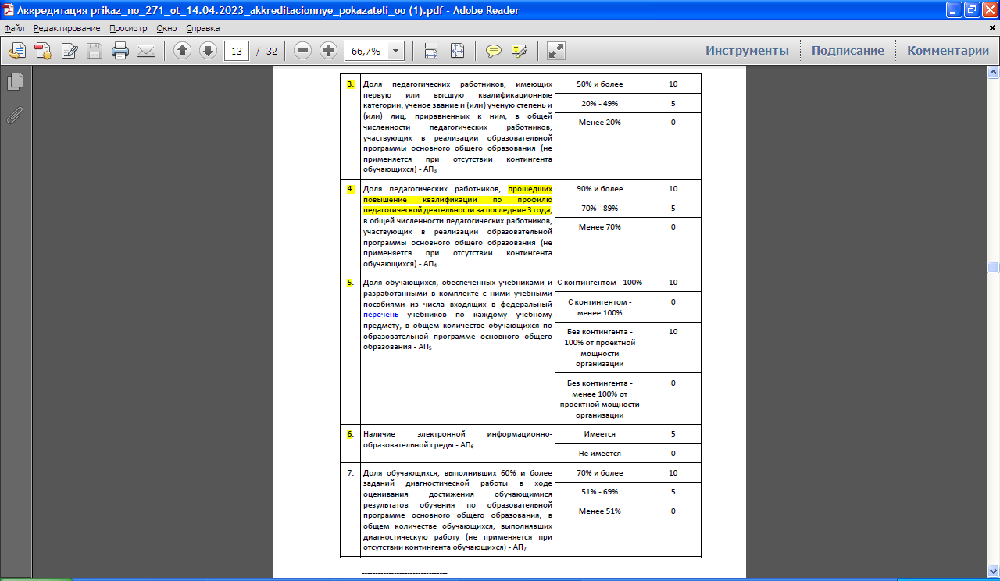 Аккредитация prikaz_no_271_ot_14.04.2023_akkreditacionnye_pokazateli_oo (1).pdf - Adobe Reader
Файл Редактирование Просмотр Окно Справка
13 / 32 66,7% Инструменты Подписание Комментарии
3. Доля педагогических работников, имеющих
первую или высшую квалификационные
категории, ученое звание и (или) ученую степень и
(или) лиц, приравненных к ним, в общей
численности педагогических работников,
участвующих в реализации образовательной
программы основного общего образования (не
применяется при отсутствии контингента
обучающихся) - АП3
50% и более 10
20% - 49% 5
Менее 20% 0
4. Доля педагогических работников, прошедших
повышение квалификации по профилю
педагогической деятельности за последние 3 года,
в общей численности педагогических работников,
участвующих в реализации образовательной
программы основного общего образования (не
применяется при отсутствии контингента
обучающихся) - АП4
90% и более 10
70% - 89% 5
Менее 70% 0
5. Доля обучающихся, обеспеченных учебниками и
разработанными в комплекте с ними учебными
пособиями из числа входящих в федеральный
перечень учебников по каждому учебному
предмету, в общем количестве обучающихся по
образовательной программе основного общего
образования - АП5
С контингентом - 100% 10
С контингентом -
менее 100%
0
Без контингента -
100% от проектной
мощности
организации
10
Без контингента -
менее 100% от
проектной мощности
организации
0
6. Наличие электронной информационно-
образовательной среды - АП6
Имеется 5
Не имеется 0
7. Доля обучающихся, выполнивших 60% и более
заданий диагностической работы в ходе
оценивания достижения обучающимися
результатов обучения по образовательной
программе основного общего образования, в
общем количестве обучающихся, выполнявших
диагностическую работу (не применяется при
отсутствии контингента обучающихся) - АП7
70% и более 10
51% - 69% 5
Менее 51% 0
--------------------------------